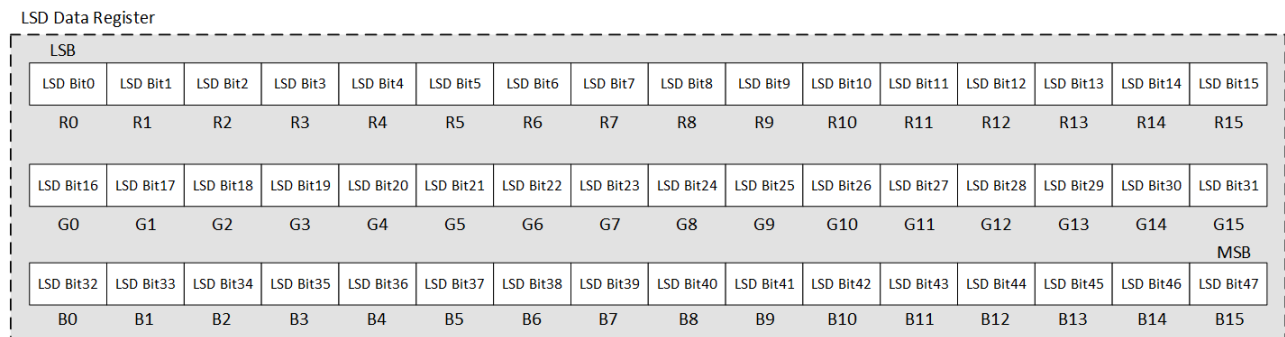 LSD Data Register
LSB
LSD Bit0 LSD Bit1 LSD Bit2 LSD Bit3 LSD Bit4 LSD Bit5 LSD Bit6 LSD Bit7 LSD Bit8 LSD Bit9 LSD Bit10 LSD Bit11 LSD Bit12 LSD Bit13 LSD Bit14 LSD Bit15
R0 R1 R2 R3 R4 R5 R6 R7 R8 R9 R10 R11 R12 R13 R14 R15
LSD Bit16 LSD Bit17 LSD Bit18 LSD Bit19 LSD Bit20 LSD Bit21 LSD Bit22 LSD Bit23 LSD Bit24 LSD Bit25 LSD Bit26 LSD Bit27 LSD Bit28 LSD Bit29 LSD Bit30 LSD Bit31
G0 G1 G2 G3 G4 G5 G6 G7 G8 G9 G10 G11 G12 G13 G14 G15
MSB
LSD Bit32 LSD Bit33 LSD Bit34 LSD Bit35 LSD Bit36 LSD Bit37 LSD Bit38 LSD Bit39 LSD Bit40 LSD Bit41 LSD Bit42 LSD Bit43 LSD Bit44 LSD Bit45 LSD Bit46 LSD Bit47
B0 B1 B2 B3 B4 B5 B6 B7 B8 B9 B10 B11 B12 B13 B14 B15